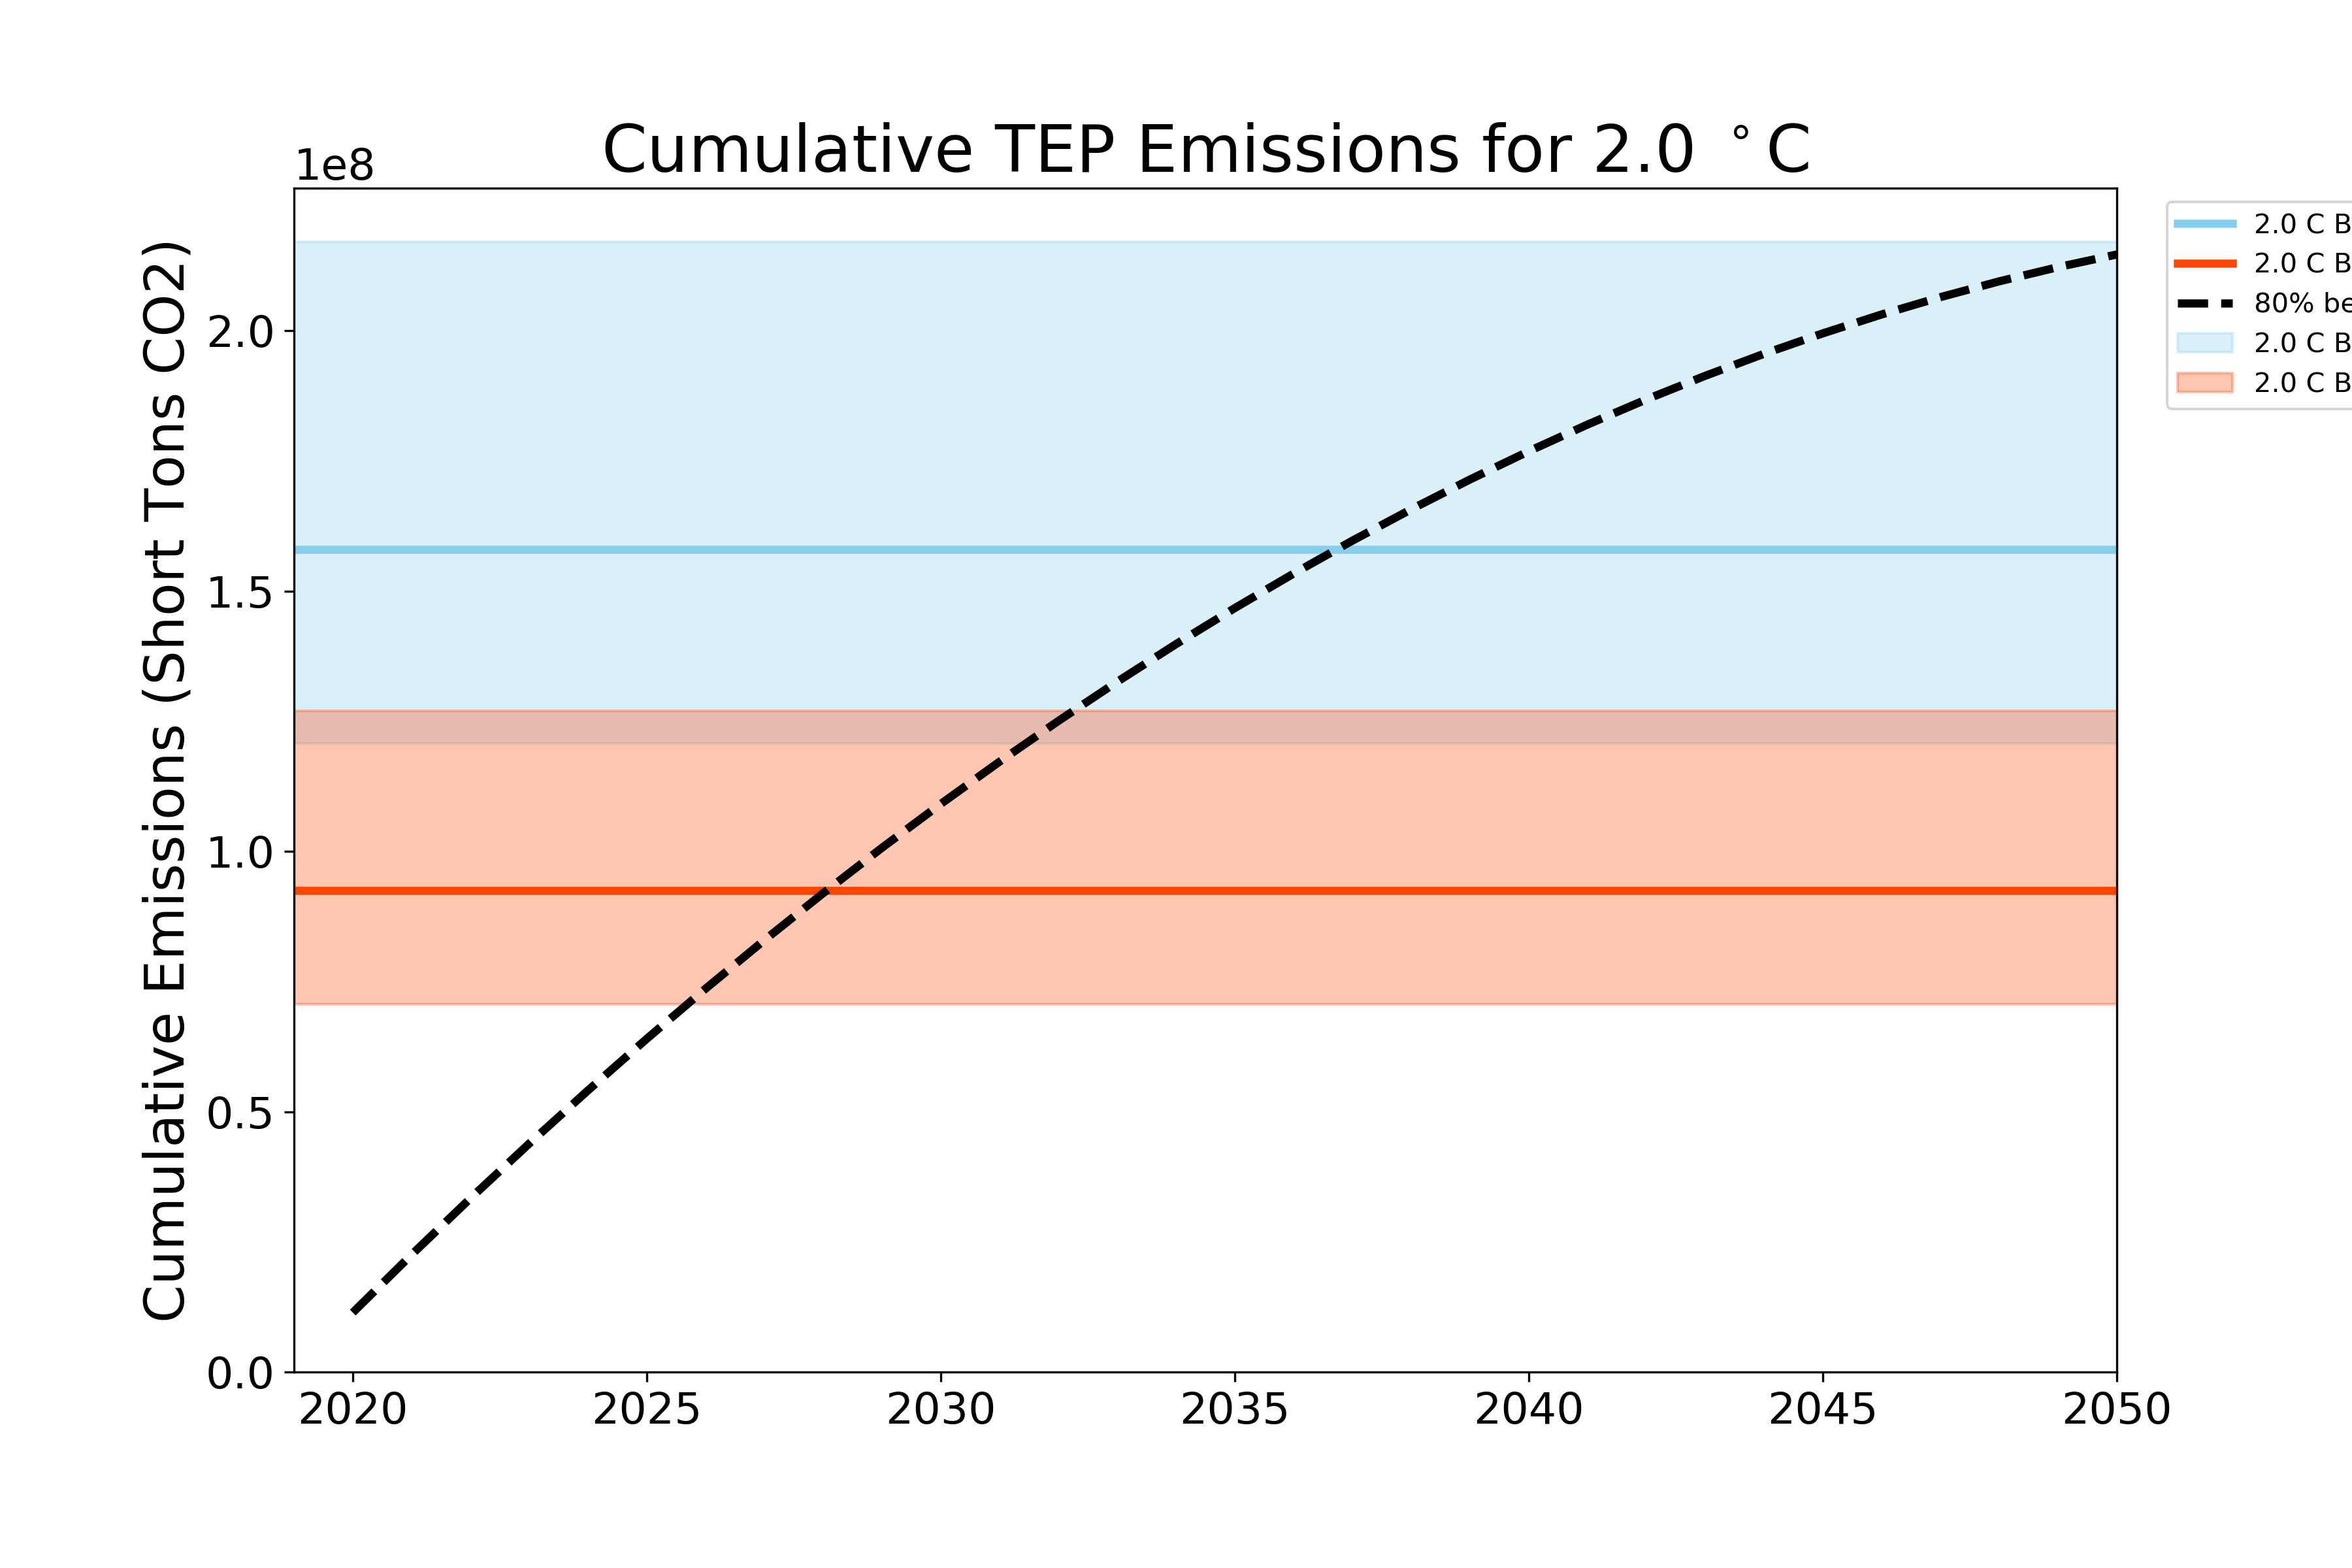 Cumulative TEP Emissions for 2.0 °C
1e8
Cumulative Emissions (Short Tons CO2)
2.0
1.5
1.0
0.5
0.0
2020 2025 2030 2035 2040 2045 2050
2.0 C B
2.0 C B
80% be
2.0 C B
2.0 C B